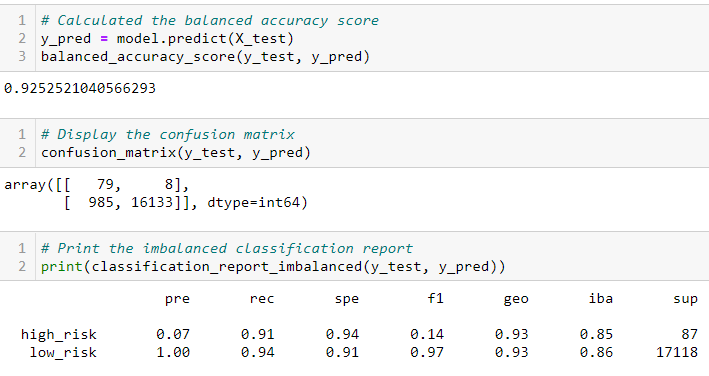 1 # Calculated the balanced accuracy score
2 y_pred = model.predict(X_test)
3 balanced_accuracy_score(y_test, y_pred)
0.9252521040566293
1 # Display the confusion matrix
2 confusion_matrix(y_test, y_pred)
array([[   79,     8],
       [  985, 16133]], dtype=int64)
1 # Print the imbalanced classification report
2 print(classification_report_imbalanced(y_test, y_pred))
pre rec spe f1 geo iba sup
high_risk 0.07 0.91 0.94 0.14 0.93 0.85 87
low_risk 1.00 0.94 0.91 0.97 0.93 0.86 17118